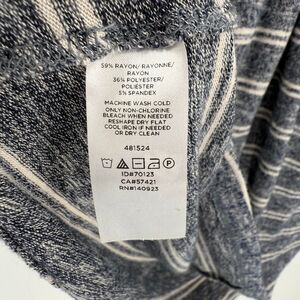 59% RAYON/ RAYONNE/
RAYON
36% POLYESTER/
POLIÉSTER
5% SPANDEX
MACHINE WASH COLD
ONLY NON-CHLORINE
BLEACH WHEN NEEDED
RESHAPE DRY FLAT
COOL IRON IF NEEDED
OR DRY CLEAN
481524
ID#70123
CA#57421
RN#140923